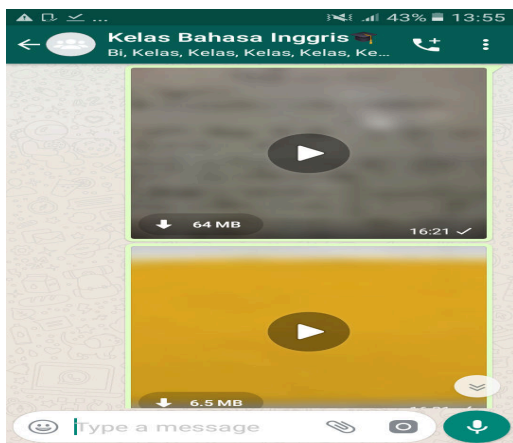 ... 43% 13:55
Kelas Bahasa Inggris 🎓
Bi, Kelas, Kelas, Kelas, Kelas, Ke...
64 MB
16:21
6.5 MB
Type a message